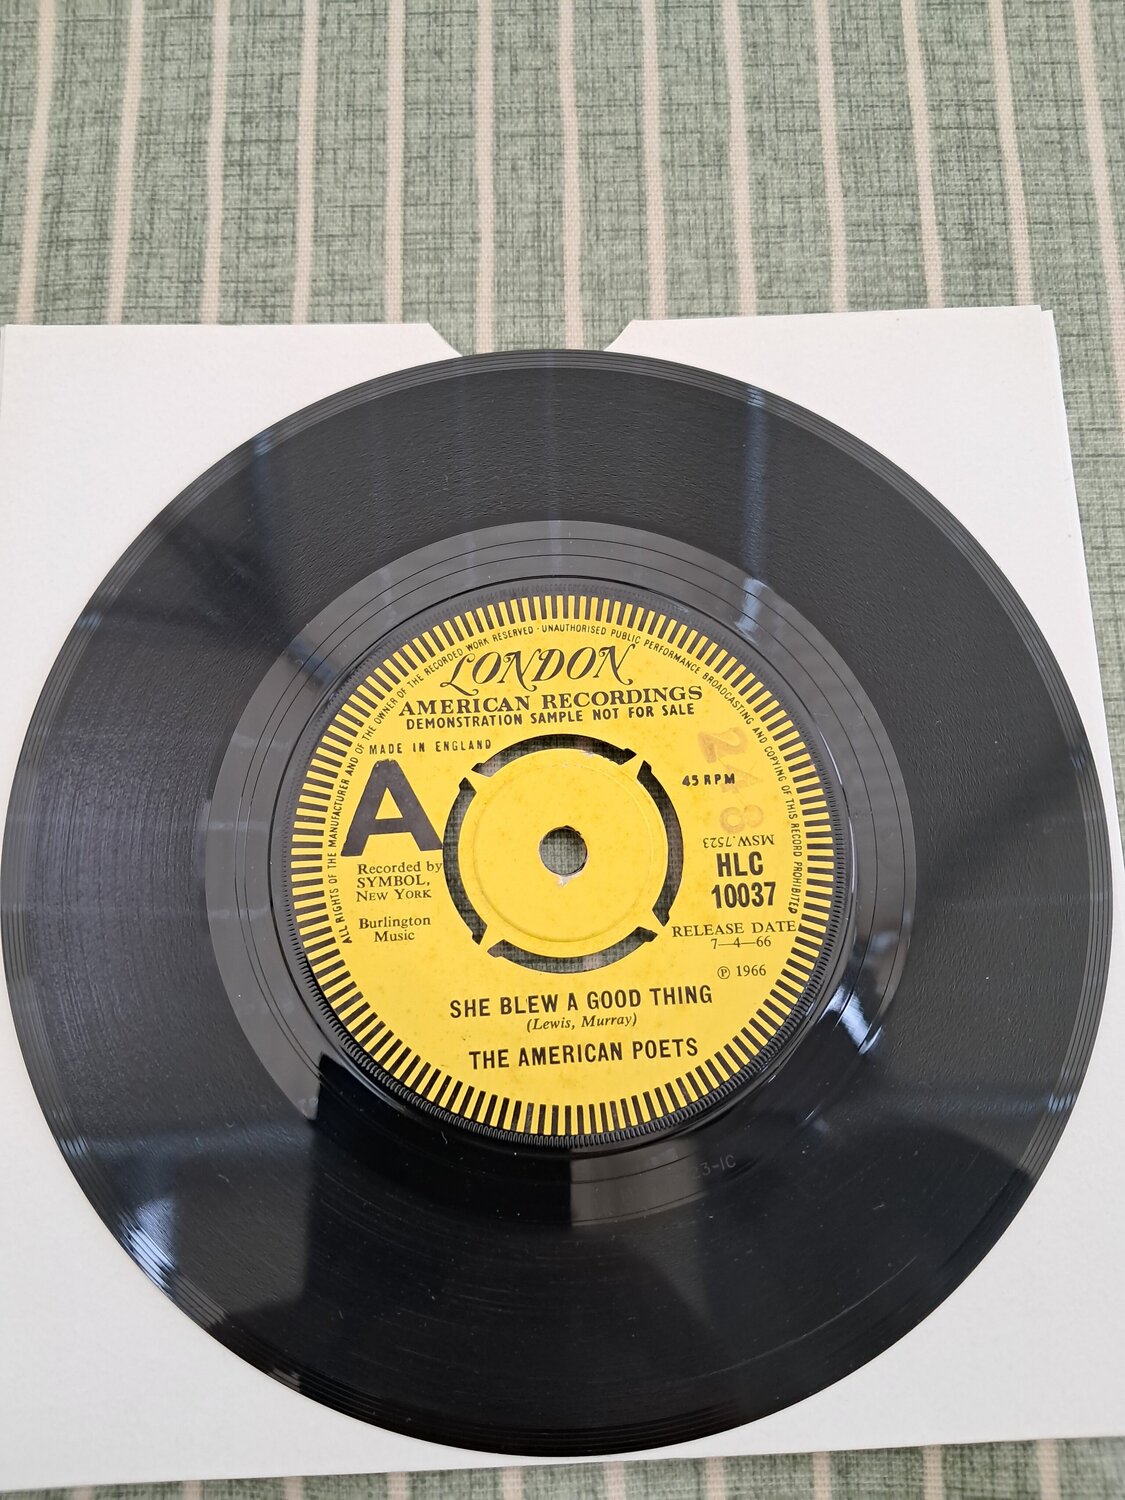 ALL RIGHTS OF THE MANUFACTURER AND OF THE OWNER OF THE RECORDED WORK RESERVED · UNAUTHORISED PUBLIC PERFORMANCE BROADCASTING AND COPYING OF THIS RECORD PROHIBITED
LONDON
AMERICAN RECORDINGS
DEMONSTRATION SAMPLE NOT FOR SALE
MADE IN ENGLAND
A
45 RPM
248
MSW.7523
HLC
10037
Recorded by
SYMBOL,
NEW YORK
Burlington
Music
RELEASE DATE
7—4—66
℗ 1966
SHE BLEW A GOOD THING
(Lewis, Murray)
THE AMERICAN POETS
23-1C